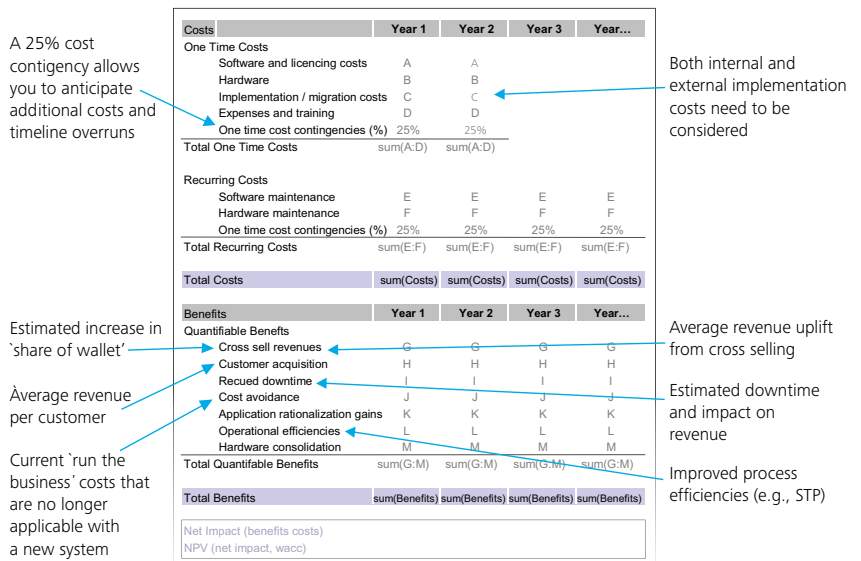 A 25% cost
contigency allows
you to anticipate
additional costs and
timeline overruns
Estimated increase in
`share of wallet'
Àverage revenue
per customer
Current `run the
business' costs that
are no longer
applicable with
a new system
Costs Year 1 Year 2 Year 3 Year...
One Time Costs
Software and licencing costs A A
Hardware B B
Implementation / migration costs C C
Expenses and training D D
One time cost contingencies (%) 25% 25%
Total One Time Costs sum(A:D) sum(A:D)
Recurring Costs
Software maintenance E E E E
Hardware maintenance F F F F
One time cost contingencies (%) 25% 25% 25% 25%
Total Recurring Costs sum(E:F) sum(E:F) sum(E:F) sum(E:F)
Total Costs sum(Costs) sum(Costs) sum(Costs) sum(Costs)
Benefits Year 1 Year 2 Year 3 Year...
Quantifiable Benefts
Cross sell revenues G G G G
Customer acquisition H H H H
Recued downtime I I I I
Cost avoidance J J J J
Application rationalization gains K K K K
Operational efficiencies L L L L
Hardware consolidation M M M M
Total Quantifable Benefits sum(G:M) sum(G:M) sum(G:M) sum(G:M)
Total Benefits sum(Benefits) sum(Benefits) sum(Benefits) sum(Benefits)
Net Impact (benefits costs)
NPV (net impact, wacc)
Both internal and
external implementation
costs need to be
considered
Average revenue uplift
from cross selling
Estimated downtime
and impact on
revenue
Improved process
efficiencies (e.g., STP)